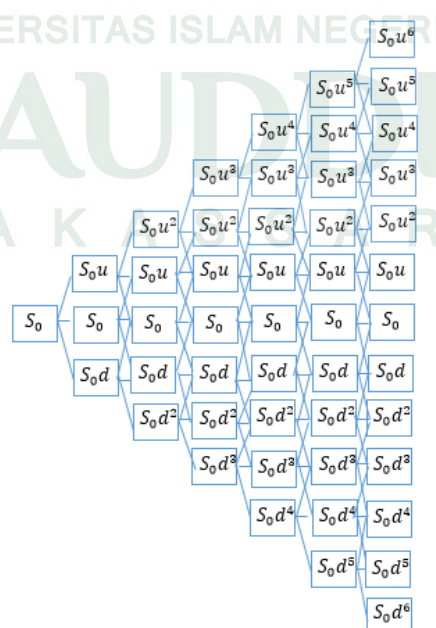 ERSITAS ISLAM NEGER
S₀u⁶
S₀u⁵ S₀u⁵
AUDD
S₀u⁴ S₀u⁴ S₀u⁴
S₀u³ S₀u³ S₀u³ S₀u³
A K A S S A R
S₀u² S₀u² S₀u² S₀u² S₀u²
S₀u S₀u S₀u S₀u S₀u S₀u
S₀ S₀ S₀ S₀ S₀ S₀ S₀
S₀d S₀d S₀d S₀d S₀d S₀d
S₀d² S₀d² S₀d² S₀d² S₀d²
S₀d³ S₀d³ S₀d³ S₀d³
S₀d⁴ S₀d⁴ S₀d⁴
S₀d⁵ S₀d⁵
S₀d⁶